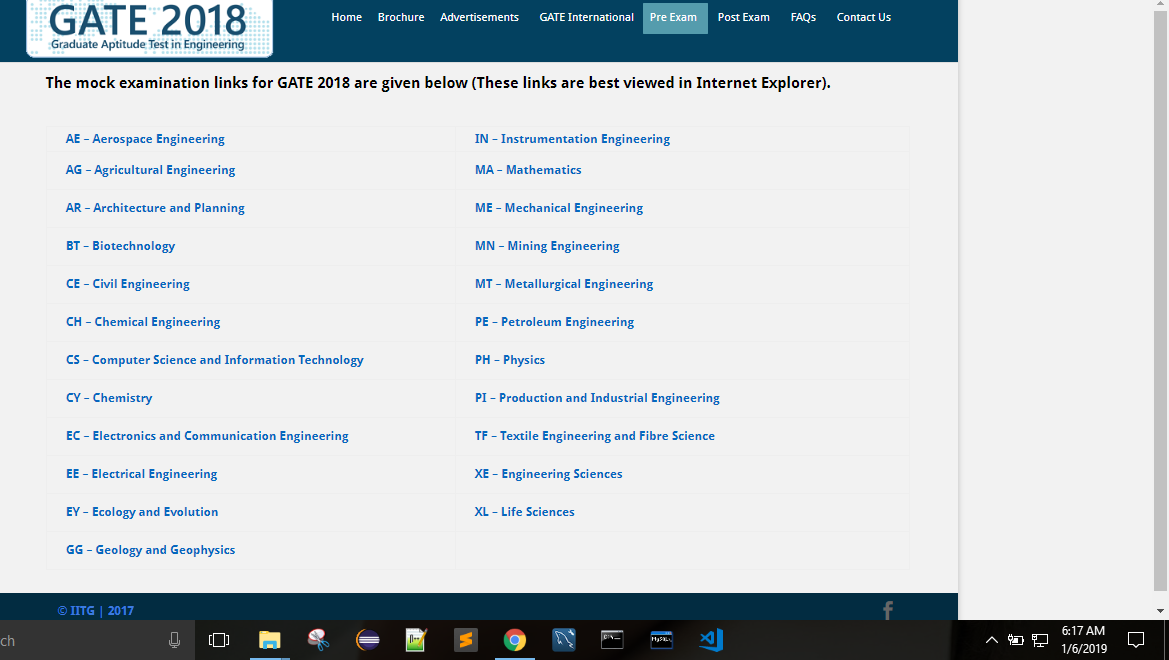 GATE 2018
Graduate Aptitude Test in Engineering
Home Brochure Advertisements GATE International Pre Exam Post Exam FAQs Contact Us
The mock examination links for GATE 2018 are given below (These links are best viewed in Internet Explorer).
AE – Aerospace Engineering IN – Instrumentation Engineering
AG – Agricultural Engineering MA – Mathematics
AR – Architecture and Planning ME – Mechanical Engineering
BT – Biotechnology MN – Mining Engineering
CE – Civil Engineering MT – Metallurgical Engineering
CH – Chemical Engineering PE – Petroleum Engineering
CS – Computer Science and Information Technology PH – Physics
CY – Chemistry PI – Production and Industrial Engineering
EC – Electronics and Communication Engineering TF – Textile Engineering and Fibre Science
EE – Electrical Engineering XE – Engineering Sciences
EY – Ecology and Evolution XL – Life Sciences
GG – Geology and Geophysics
© IITG | 2017
ch
6:17 AM
1/6/2019